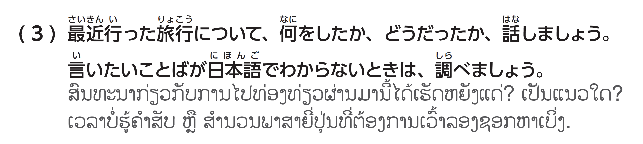 （3）最近行った旅行について、何をしたか、どうだったか、話しましょう。
言いたいことばが日本語でわからないときは、調べましょう。
ສົນທະນາກ່ຽວກັບການໄປທ່ອງທ່ຽວຜ່ານມານີ້ໄດ້ເຮັດຫຍັງແດ່? ເປັນແນວໃດ?
ເວລາບໍ່ຮູ້ຄຳສັບ ຫຼື ສຳນວນພາສາຍີ່ປຸ່ນທີ່ຕ້ອງການເວົ້າລອງຊອກຫາເບິ່ງ.